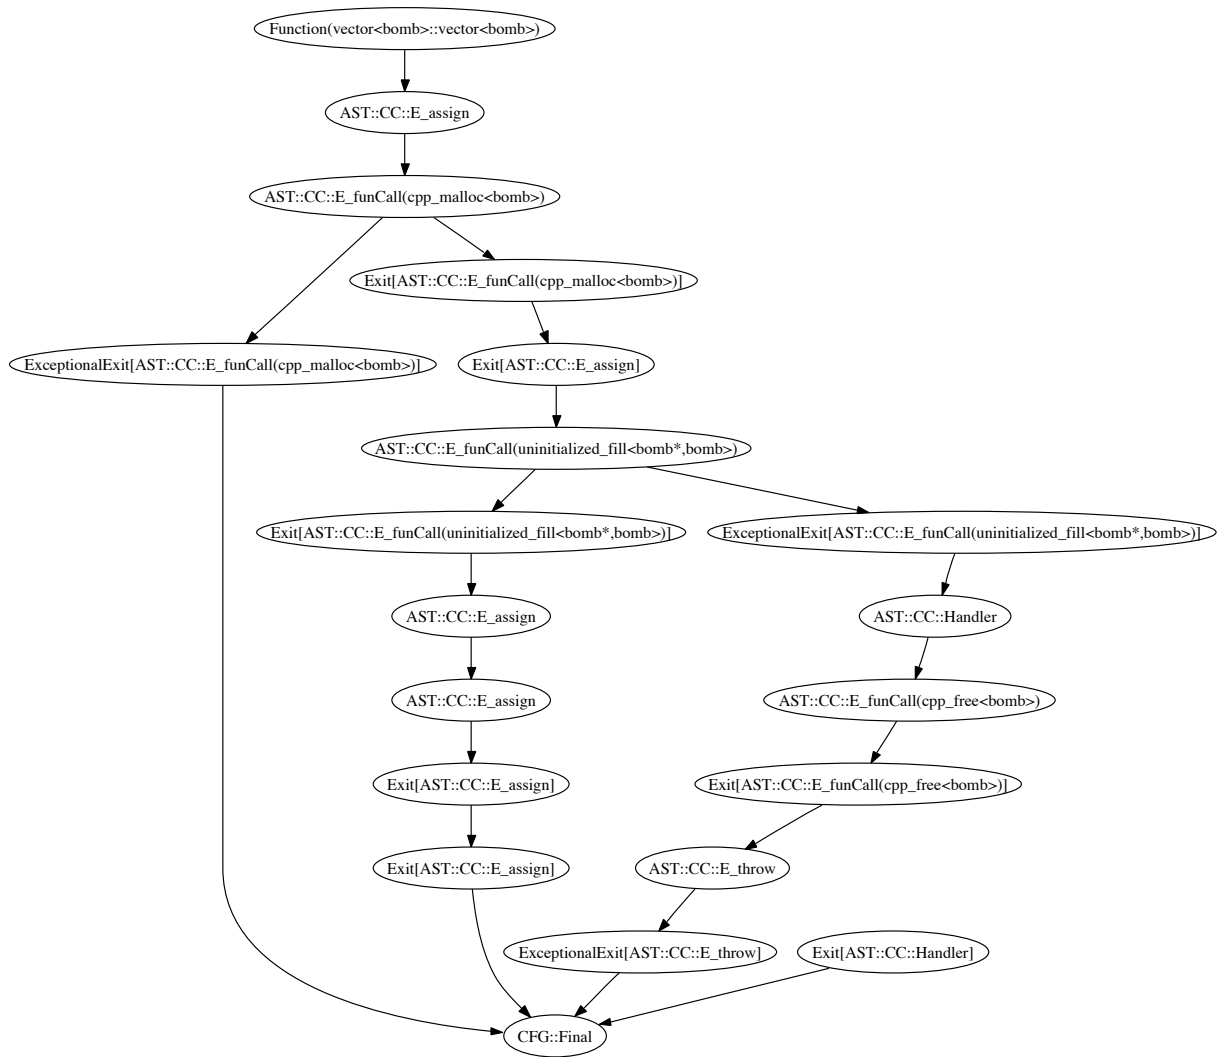 Function(vector<bomb>::vector<bomb>)
AST::CC::E_assign
AST::CC::E_funCall(cpp_malloc<bomb>)
Exit[AST::CC::E_funCall(cpp_malloc<bomb>)]
ExceptionalExit[AST::CC::E_funCall(cpp_malloc<bomb>)]
Exit[AST::CC::E_assign]
AST::CC::E_funCall(uninitialized_fill<bomb*,bomb>)
Exit[AST::CC::E_funCall(uninitialized_fill<bomb*,bomb>)]
ExceptionalExit[AST::CC::E_funCall(uninitialized_fill<bomb*,bomb>)]
AST::CC::E_assign
AST::CC::Handler
AST::CC::E_assign
AST::CC::E_funCall(cpp_free<bomb>)
Exit[AST::CC::E_assign]
Exit[AST::CC::E_funCall(cpp_free<bomb>)]
Exit[AST::CC::E_assign]
AST::CC::E_throw
ExceptionalExit[AST::CC::E_throw]
Exit[AST::CC::Handler]
CFG::Final